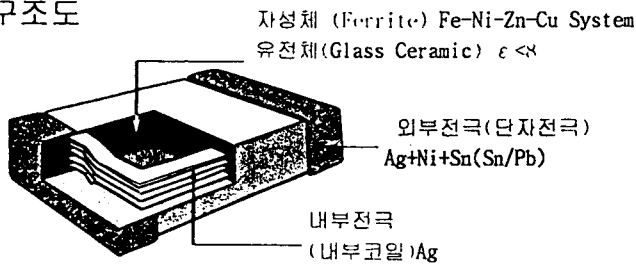 구조도
자성체 (Ferrite) Fe-Ni-Zn-Cu System
유전체(Glass Ceramic) ε <8
외부전극(단자전극)
Ag+Ni+Sn(Sn/Pb)
내부전극
(내부코일)Ag